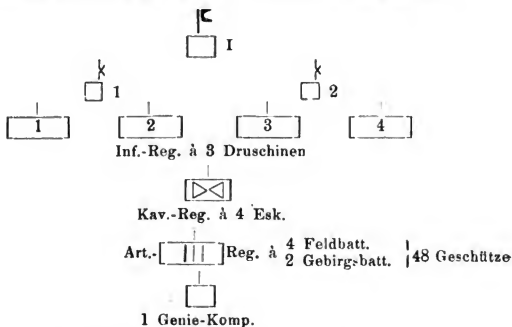 I
1 2
1 2 3 4
Inf.-Reg. à 3 Druschinen
Kav.-Reg. à 4 Esk.
Art.- Reg. à 4 Feldbatt. 48 Geschütze
2 Gebirgsbatt.
1 Genie-Komp.